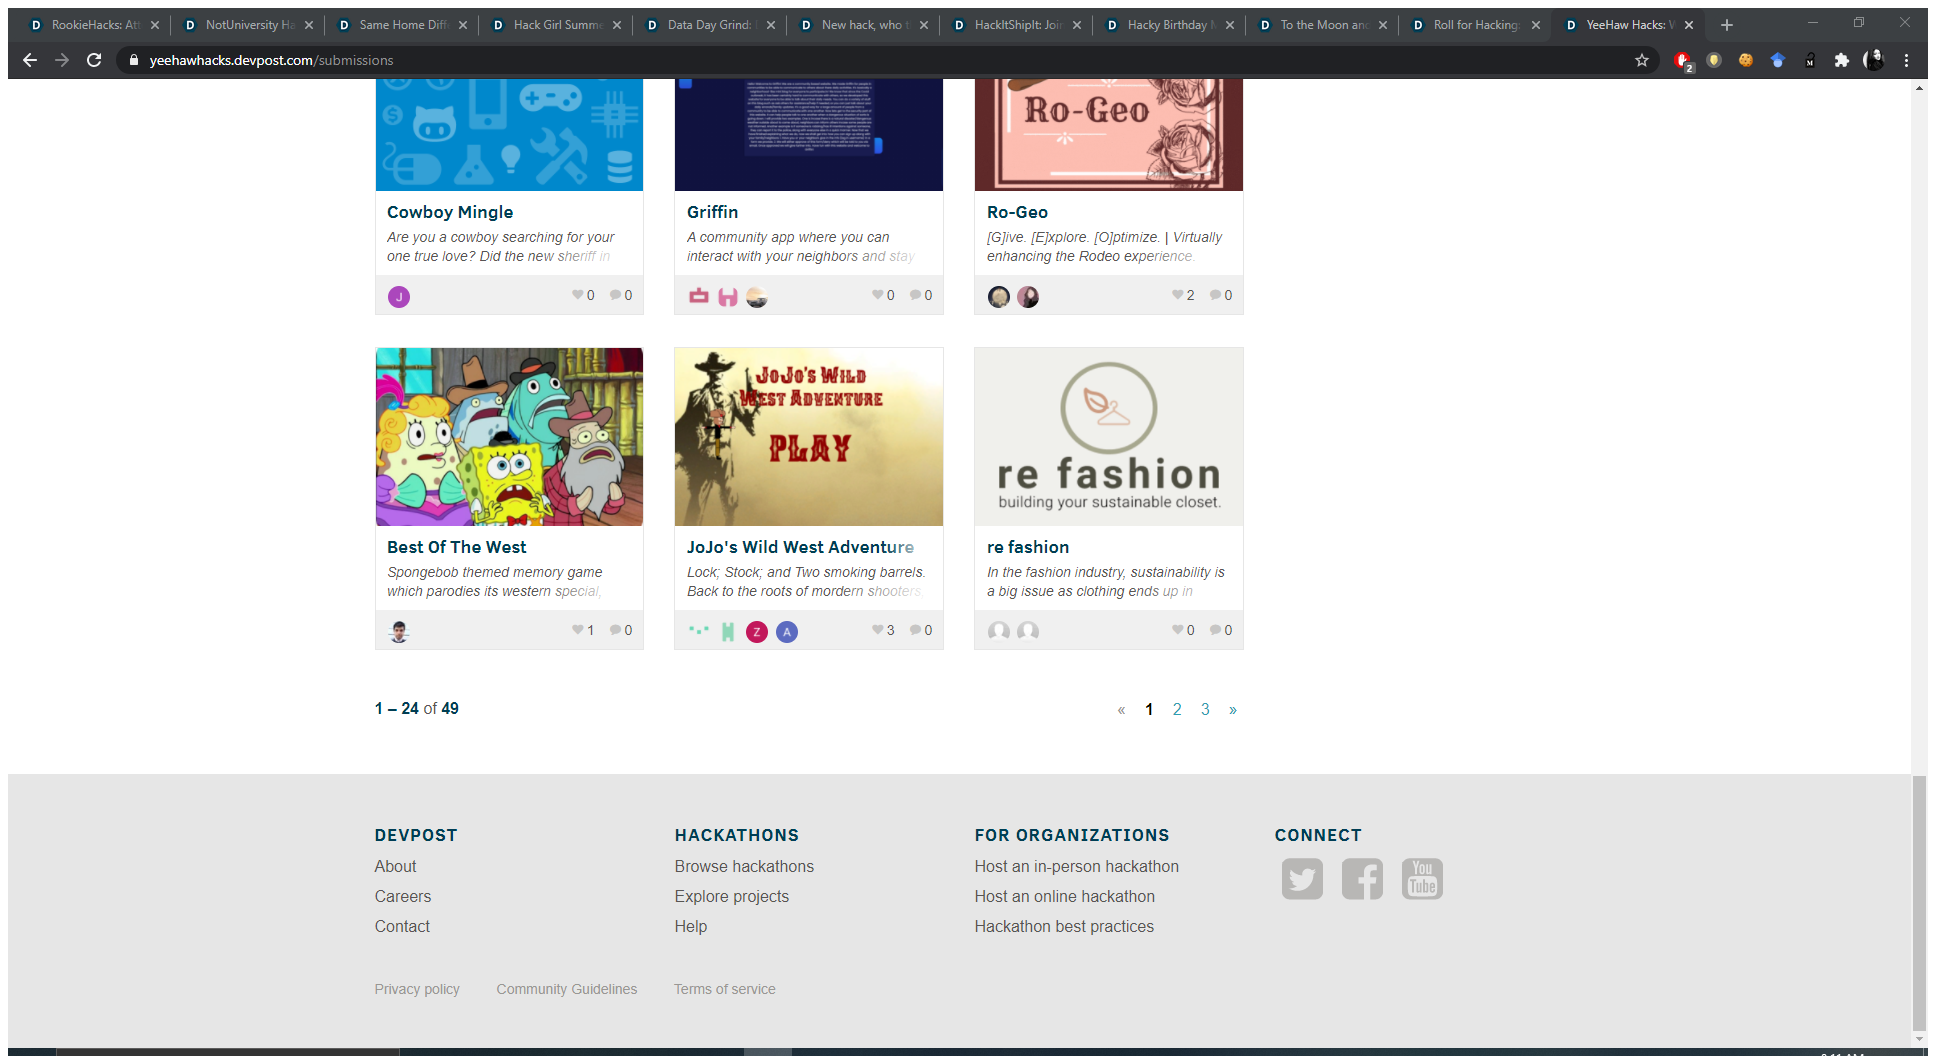 RookieHacks: Att
NotUniversity Ha
Same Home Diff
Hack Girl Summe
Data Day Grind:
New hack, who t
HackItShipIt: Joi
Hacky Birthday M
To the Moon and
Roll for Hacking:
YeeHaw Hacks: W
yeehawhacks.devpost.com/submissions
2
Ro-Geo
Cowboy Mingle
Are you a cowboy searching for your
one true love? Did the new sheriff in
J
0 0
Griffin
A community app where you can
interact with your neighbors and stay
0 0
Ro-Geo
[G]ive. [E]xplore. [O]ptimize. | Virtually
enhancing the Rodeo experience.
2 0
Best Of The West
Spongebob themed memory game
which parodies its western special,
1 0
JoJo's Wild
West Adventure
PLAY
JoJo's Wild West Adventure
Lock; Stock; and Two smoking barrels.
Back to the roots of mordern shooters,
Z A
3 0
re fashion
building your sustainable closet.
re fashion
In the fashion industry, sustainability is
a big issue as clothing ends up in
0 0
1 – 24 of 49
« 1 2 3 »
DEVPOST
About
Careers
Contact
HACKATHONS
Browse hackathons
Explore projects
Help
FOR ORGANIZATIONS
Host an in-person hackathon
Host an online hackathon
Hackathon best practices
CONNECT
You
Tube
Privacy policy Community Guidelines Terms of service